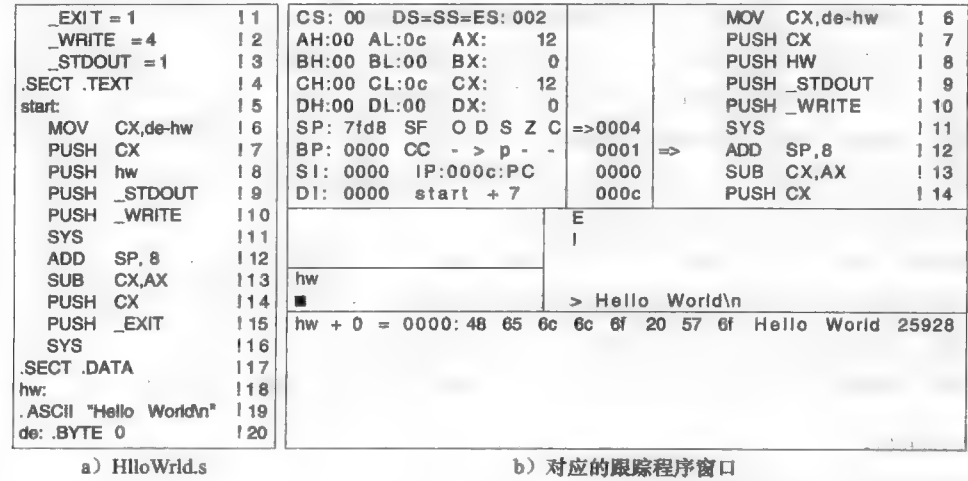 _EXIT = 1 ! 1
_WRITE = 4 ! 2
_STDOUT = 1 ! 3
.SECT .TEXT ! 4
start: ! 5
MOV CX,de-hw ! 6
PUSH CX ! 7
PUSH hw ! 8
PUSH _STDOUT ! 9
PUSH _WRITE !10
SYS !11
ADD SP, 8 !12
SUB CX,AX !13
PUSH CX !14
PUSH _EXIT !15
SYS !16
.SECT .DATA !17
hw: !18
.ASCII "Hello World\n" !19
de: .BYTE 0 !20
a) HlloWrld.s
CS: 00 DS=SS=ES: 002
AH:00 AL:0c AX: 12
BH:00 BL:00 BX: 0
CH:00 CL:0c CX: 12
DH:00 DL:00 DX: 0
SP: 7fd8 SF O D S Z C =>0004
BP: 0000 CC - > p - - 0001
SI: 0000 IP:000c:PC 0000
DI: 0000 start + 7 000c
MOV CX,de-hw ! 6
PUSH CX ! 7
PUSH HW ! 8
PUSH _STDOUT ! 9
PUSH _WRITE ! 10
SYS ! 11
=> ADD SP,8 ! 12
SUB CX,AX ! 13
PUSH CX ! 14
E
I
hw
> Hello World\n
hw + 0 = 0000: 48 65 6c 6c 6f 20 57 6f Hello World 25928
b) 对应的跟踪程序窗口